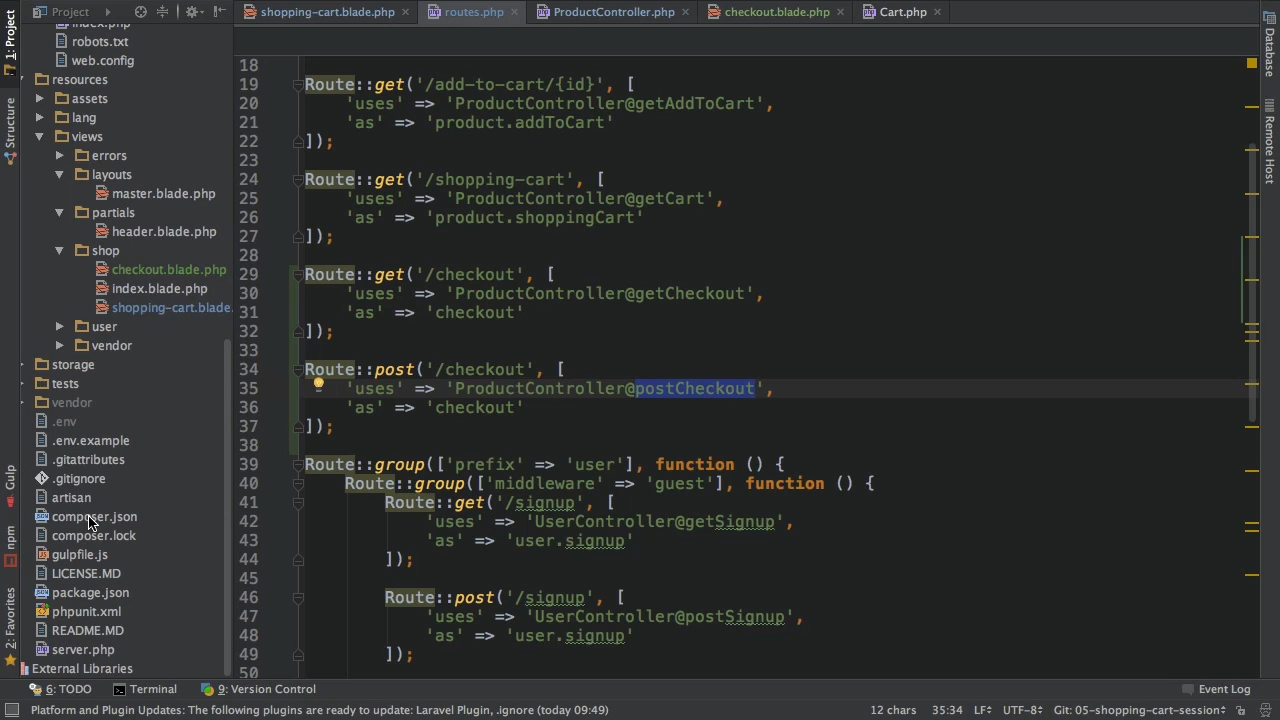 Project
shopping-cart.blade.php
routes.php
ProductController.php
checkout.blade.php
Cart.php
1: Project
Structure
Gulp
npm
2: Favorites
robots.txt
web.config
resources
assets
lang
views
errors
layouts
master.blade.php
partials
header.blade.php
shop
checkout.blade.php
index.blade.php
shopping-cart.blade.
user
vendor
storage
tests
vendor
.env
.env.example
.gitattributes
.gitignore
artisan
composer.json
composer.lock
gulpfile.js
LICENSE.MD
package.json
phpunit.xml
README.MD
server.php
External Libraries
18
19 Route::get('/add-to-cart/{id}', [
20 'uses' => 'ProductController@getAddToCart',
21 'as' => 'product.addToCart'
22 ]);
23
24 Route::get('/shopping-cart', [
25 'uses' => 'ProductController@getCart',
26 'as' => 'product.shoppingCart'
27 ]);
28
29 Route::get('/checkout', [
30 'uses' => 'ProductController@getCheckout',
31 'as' => 'checkout'
32 ]);
33
34 Route::post('/checkout', [
35 'uses' => 'ProductController@postCheckout',
36 'as' => 'checkout'
37 ]);
38
39 Route::group(['prefix' => 'user'], function () {
40 Route::group(['middleware' => 'guest'], function () {
41 Route::get('/signup', [
42 'uses' => 'UserController@getSignup',
43 'as' => 'user.signup'
44 ]);
45
46 Route::post('/signup', [
47 'uses' => 'UserController@postSignup',
48 'as' => 'user.signup'
49 ]);
50
Database
Remote Host
6: TODO
Terminal
9: Version Control
Event Log
Platform and Plugin Updates: The following plugins are ready to update: Laravel Plugin, .ignore (today 09:49)
12 chars
35:34
LF
UTF-8
Git: 05-shopping-cart-session